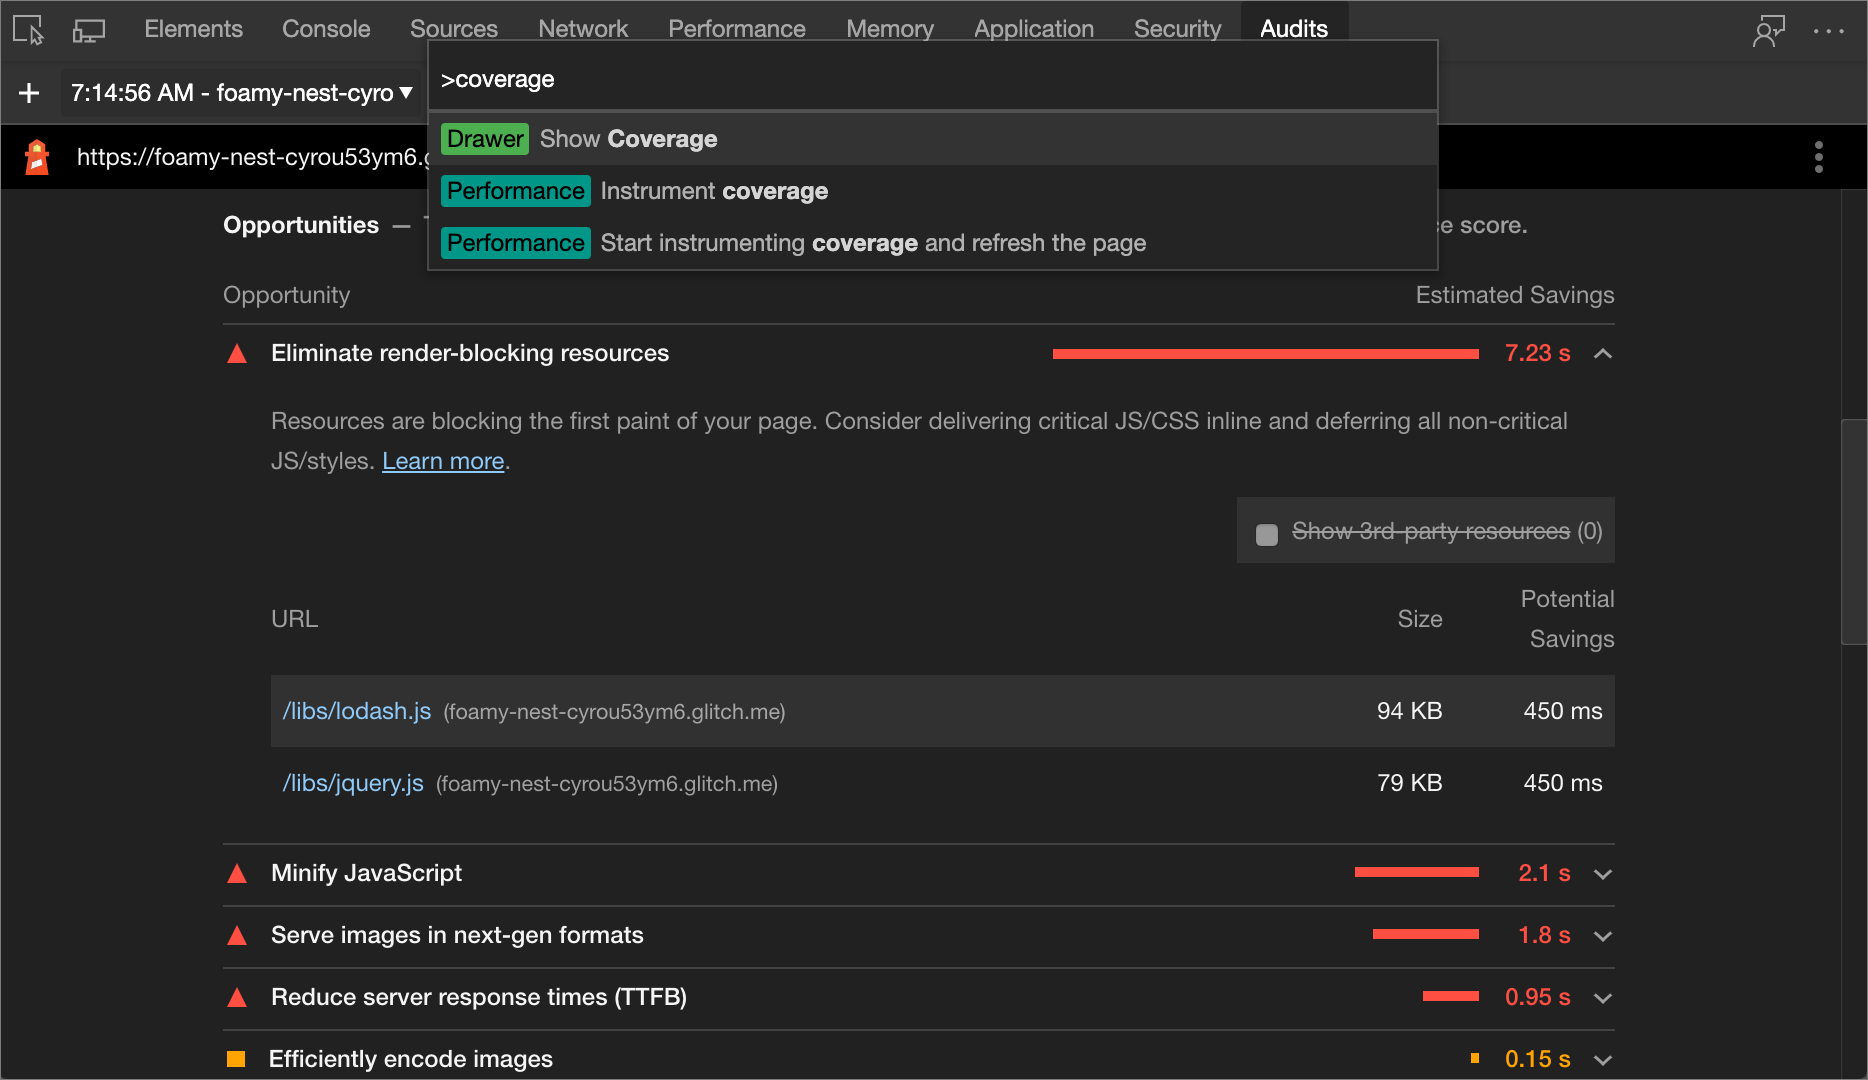 Elements Console Sources Network Performance Memory Application Security Audits
7:14:56 AM - foamy-nest-cyro
>coverage
Drawer Show Coverage
https://foamy-nest-cyrou53ym6.
Performance Instrument coverage
Opportunities — score.
Performance Start instrumenting coverage and refresh the page
Opportunity Estimated Savings
Eliminate render-blocking resources 7.23 s
Resources are blocking the first paint of your page. Consider delivering critical JS/CSS inline and deferring all non-critical
JS/styles. Learn more.
Show 3rd-party resources (0)
URL Size Potential
Savings
/libs/lodash.js (foamy-nest-cyrou53ym6.glitch.me) 94 KB 450 ms
/libs/jquery.js (foamy-nest-cyrou53ym6.glitch.me) 79 KB 450 ms
Minify JavaScript 2.1 s
Serve images in next-gen formats 1.8 s
Reduce server response times (TTFB) 0.95 s
Efficiently encode images 0.15 s